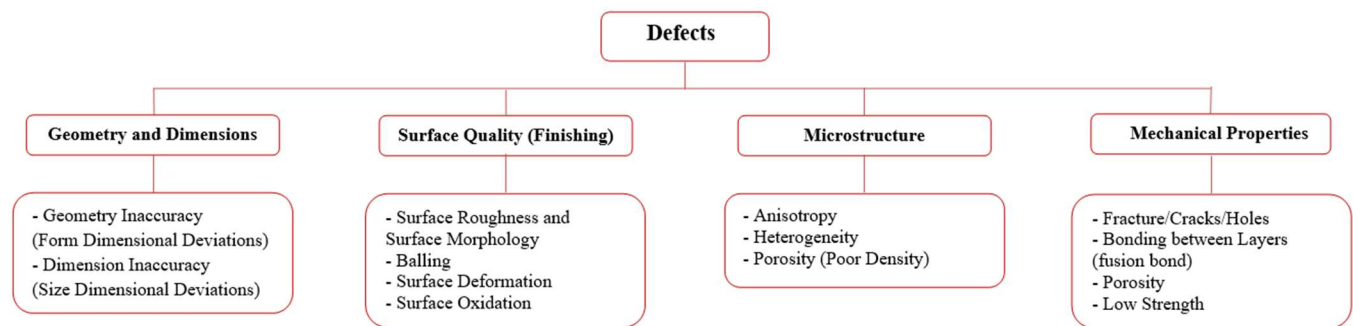 Defects
Geometry and Dimensions
Surface Quality (Finishing)
Microstructure
Mechanical Properties
- Geometry Inaccuracy
(Form Dimensional Deviations)
- Dimension Inaccuracy
(Size Dimensional Deviations)
- Surface Roughness and
Surface Morphology
- Balling
- Surface Deformation
- Surface Oxidation
- Anisotropy
- Heterogeneity
- Porosity (Poor Density)
- Fracture/Cracks/Holes
- Bonding between Layers
(fusion bond)
- Porosity
- Low Strength